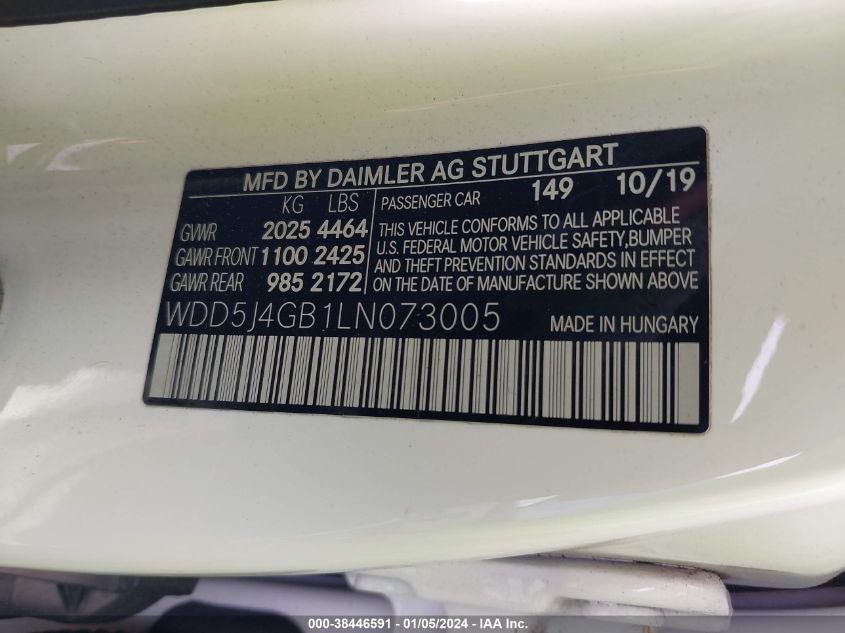 MFD BY DAIMLER AG STUTTGART
KG LBS
GVWR 2025 4464
GAWR FRONT 1100 2425
GAWR REAR 985 2172
PASSENGER CAR 149 10/19
THIS VEHICLE CONFORMS TO ALL APPLICABLE
U.S. FEDERAL MOTOR VEHICLE SAFETY,BUMPER
AND THEFT PREVENTION STANDARDS IN EFFECT
ON THE DATE OF MANUFACTURE SHOWN ABOVE.
WDD5J4GB1LN073005 MADE IN HUNGARY
000-38446591 - 01/05/2024 - IAA Inc.